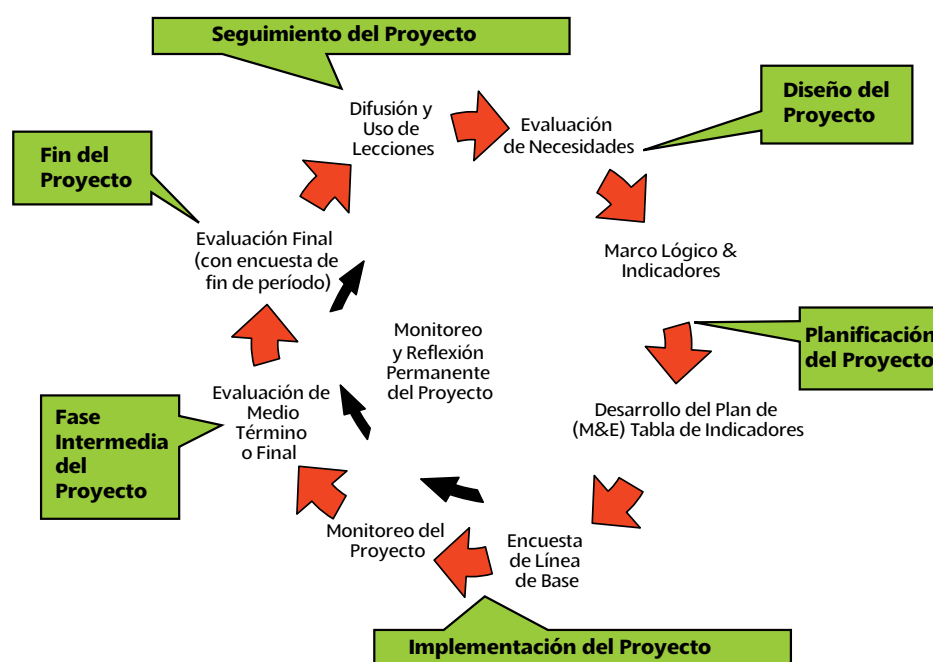 Seguimiento del Proyecto
Difusión y
Uso de
Lecciones
Evaluación
de Necesidades
Diseño del
Proyecto
Marco Lógico &
Indicadores
Planificación
del Proyecto
Desarrollo del Plan de
(M&E) Tabla de Indicadores
Encuesta
de Línea
de Base
Implementación del Proyecto
Monitoreo del
Proyecto
Fase
Intermedia
del
Proyecto
Evaluación de
Medio
Término
o Final
Fin del
Proyecto
Evaluación Final
(con encuesta de
fin de período)
Monitoreo
y Reflexión
Permanente
del Proyecto